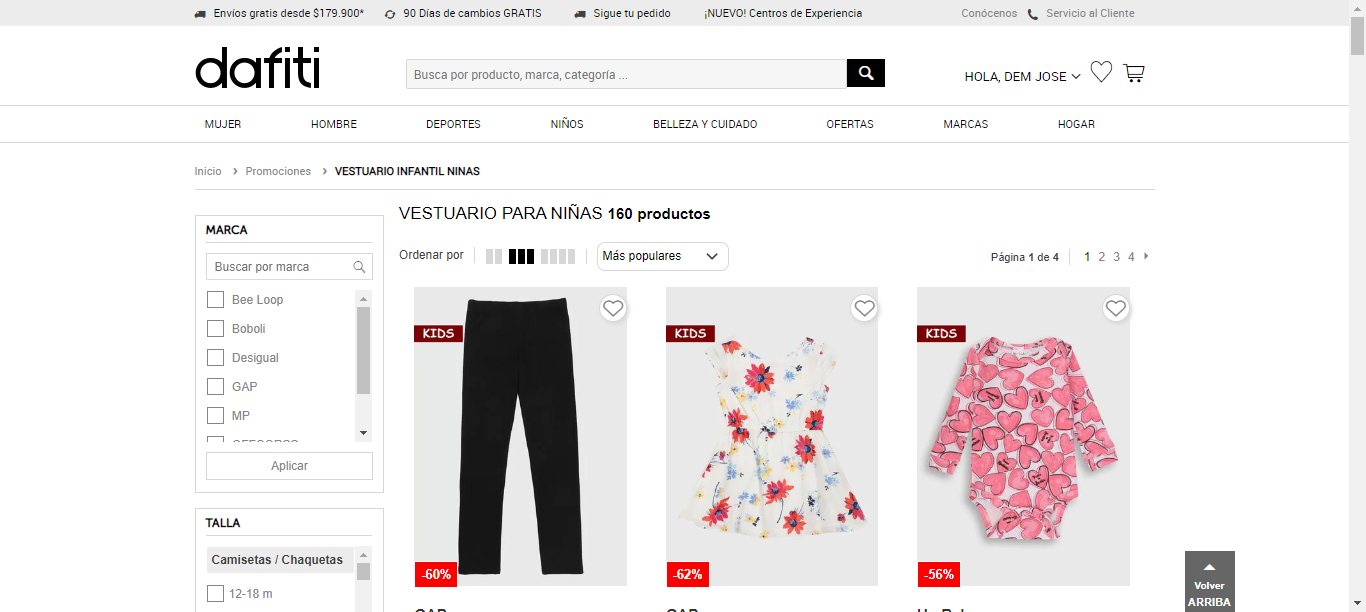 Envíos gratis desde $179.900* 90 Días de cambios GRATIS Sigue tu pedido ¡NUEVO! Centros de Experiencia Conócenos Servicio al Cliente
dafiti
Busca por producto, marca, categoría ...
HOLA, DEM JOSE
MUJER HOMBRE DEPORTES NIÑOS BELLEZA Y CUIDADO OFERTAS MARCAS HOGAR
Inicio Promociones VESTUARIO INFANTIL NINAS
VESTUARIO PARA NIÑAS 160 productos
Ordenar por Más populares Página 1 de 4 1 2 3 4
MARCA
Buscar por marca
Bee Loop
Boboli
Desigual
GAP
MP
Aplicar
TALLA
Camisetas / Chaquetas
12-18 m
KIDS KIDS KIDS
-60% -62% -56%
GAP GAP
Volver
ARRIBA